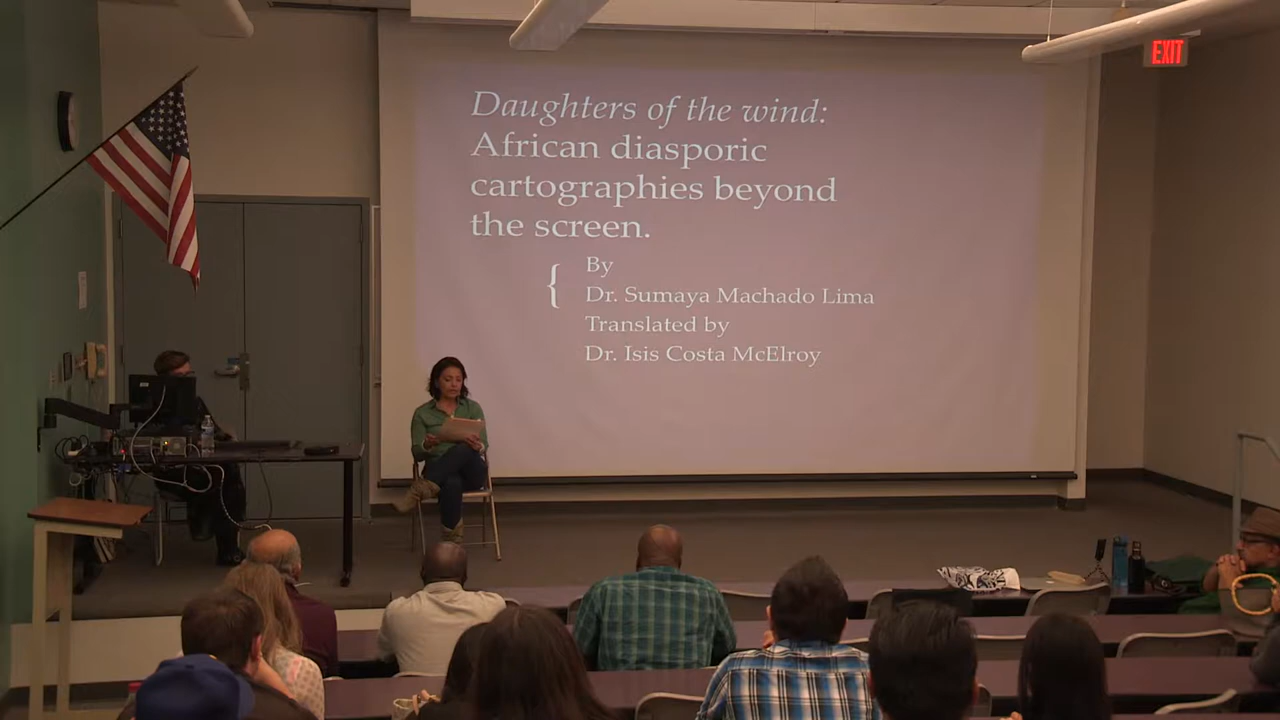 Daughters of the wind:
African diasporic
cartographies beyond
the screen.
{ By
Dr. Sumaya Machado Lima
Translated by
Dr. Isis Costa McElroy
EXIT